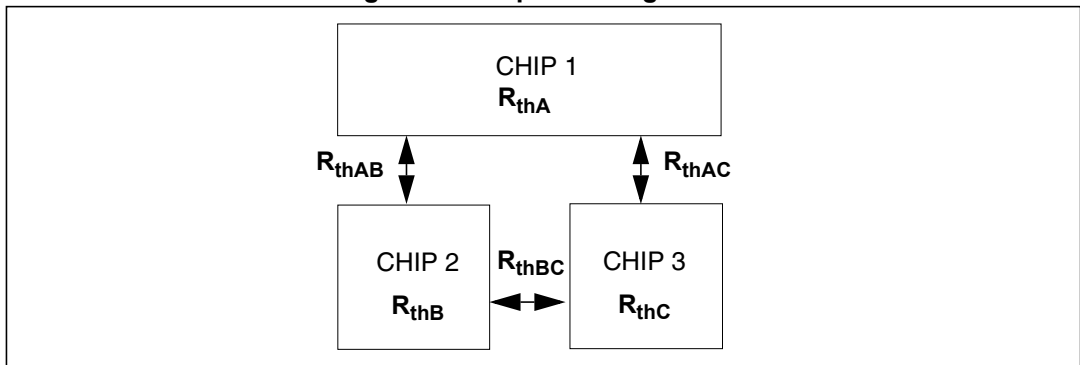 CHIP 1
RthA
RthAB
RthAC
CHIP 2
RthBC
CHIP 3
RthB
RthC